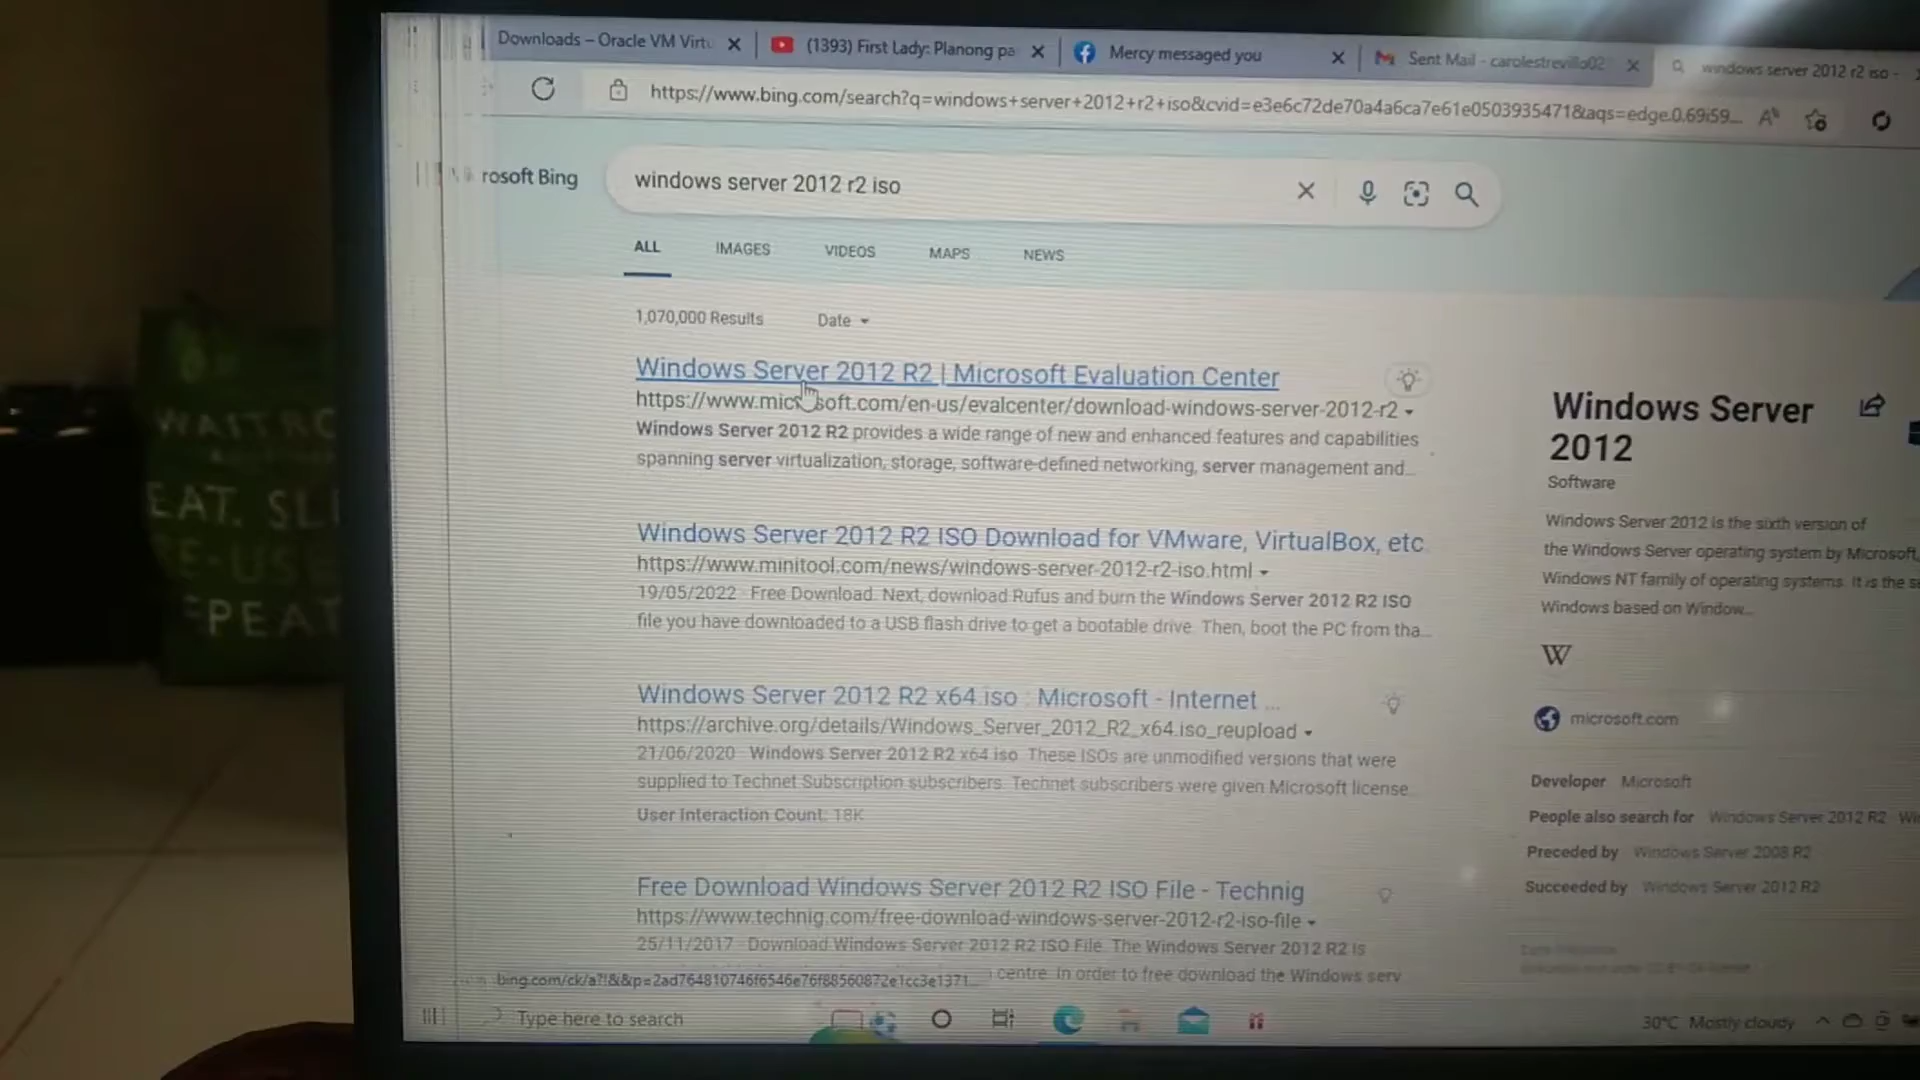 Downloads – Oracle VM Virtu
(1393) First Lady: Planong pa
Mercy messaged you
Sent Mail - carolestrevillo02
windows server 2012 r2 iso -
https://www.bing.com/search?q=windows+server+2012+r2+iso&cvid=e3e6c72de70a4a6ca7e61e0503935471&aqs=edge.0.69i59...
rosoft Bing
windows server 2012 r2 iso
ALL IMAGES VIDEOS MAPS NEWS
1,070,000 Results Date
Windows Server 2012 R2 | Microsoft Evaluation Center
https://www.microsoft.com/en-us/evalcenter/download-windows-server-2012-r2
Windows Server 2012 R2 provides a wide range of new and enhanced features and capabilities
spanning server virtualization, storage, software-defined networking, server management and...
Windows Server 2012 R2 ISO Download for VMware, VirtualBox, etc
https://www.minitool.com/news/windows-server-2012-r2-iso.html
19/05/2022 · Free Download. Next, download Rufus and burn the Windows Server 2012 R2 ISO
file you have downloaded to a USB flash drive to get a bootable drive. Then, boot the PC from tha...
Windows Server 2012 R2 x64.iso : Microsoft - Internet ...
https://archive.org/details/Windows_Server_2012_R2_x64.iso_reupload
21/06/2020 · Windows Server 2012 R2 x64.iso. These ISOs are unmodified versions that were
supplied to Technet Subscription subscribers. Technet subscribers were given Microsoft license
User Interaction Count: 18K
Free Download Windows Server 2012 R2 ISO File - Technig
https://www.technig.com/free-download-windows-server-2012-r2-iso-file
25/11/2017 · Download Windows Server 2012 R2 ISO File. The Windows Server 2012 R2 is
centre. In order to free download the Windows serv
Windows Server
2012
Software
Windows Server 2012 is the sixth version of
the Windows Server operating system by Microsoft,
Windows NT family of operating systems. It is the se
Windows based on Window...
W
microsoft.com
Developer Microsoft
People also search for Windows Server 2012 R2 · Wi
Preceded by Windows Server 2008 R2
Succeeded by Windows Server 2012 R2
Type here to search
30°C Mostly cloudy
WAITRO
EAT. SL
E-US
EPEAT